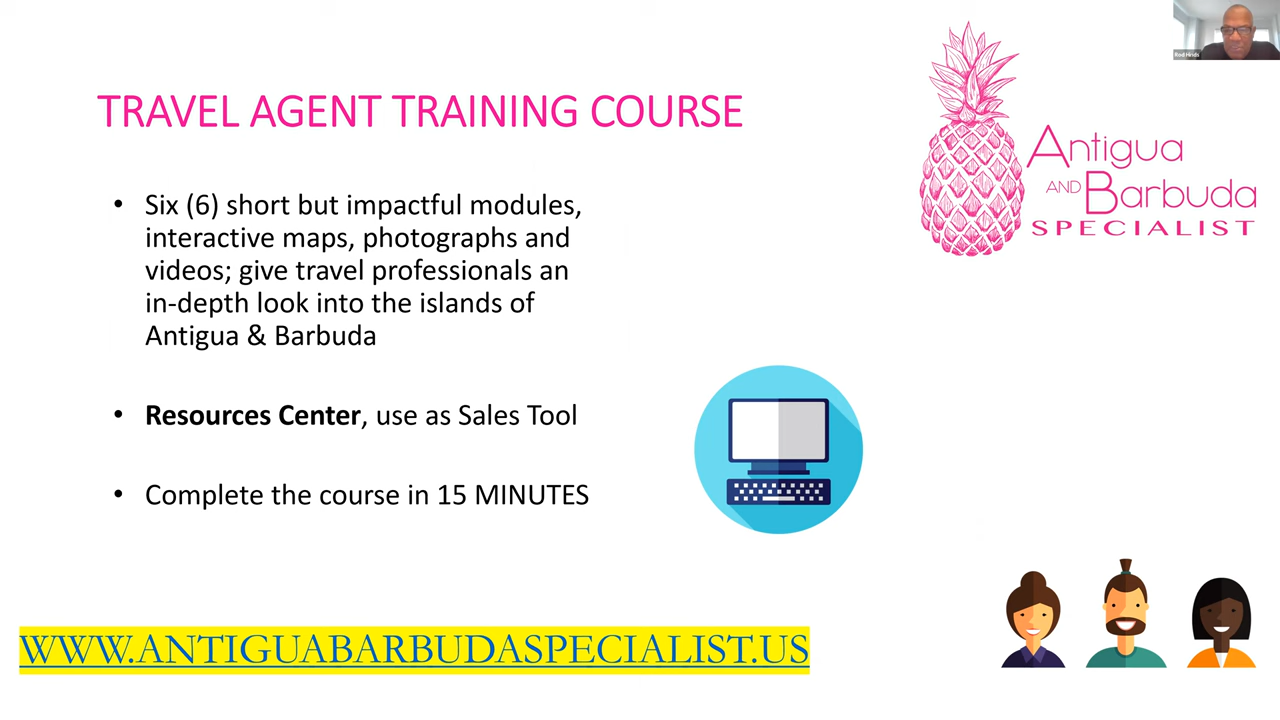 TRAVEL AGENT TRAINING COURSE
• Six (6) short but impactful modules,
interactive maps, photographs and
videos; give travel professionals an
in-depth look into the islands of
Antigua & Barbuda
• Resources Center, use as Sales Tool
• Complete the course in 15 MINUTES
WWW.ANTIGUABARBUDASPECIALIST.US
Antigua
AND Barbuda
SPECIALIST
Rod Hinds